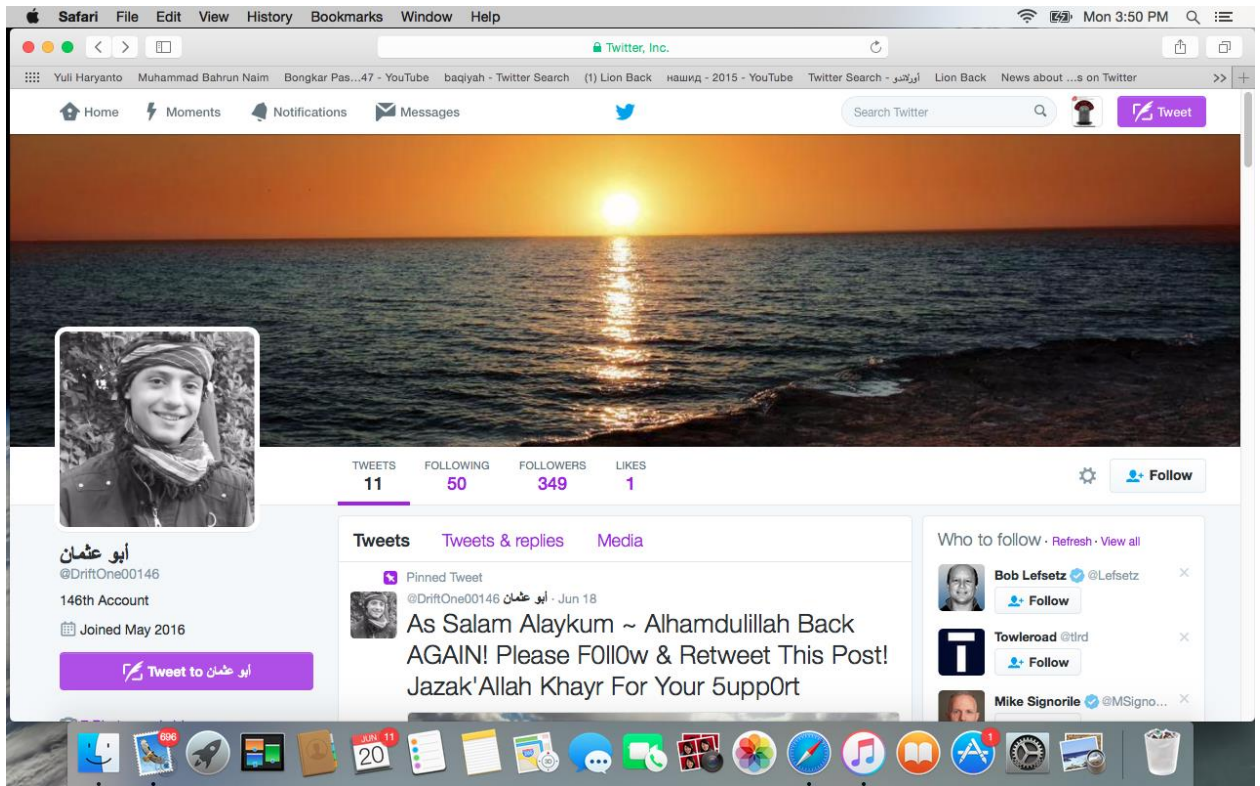 Safari File Edit View History Bookmarks Window Help Mon 3:50 PM
Twitter, Inc.
Yuli Haryanto Muhammad Bahrun Naim Bongkar Pas...47 - YouTube baqiyah - Twitter Search (1) Lion Back нашид - 2015 - YouTube Twitter Search - أورلاندو Lion Back News about ...s on Twitter >>
Home Moments Notifications Messages Search Twitter Tweet
TWEETS FOLLOWING FOLLOWERS LIKES
11 50 349 1
Follow
أبو عثمان
@DriftOne00146
146th Account
Joined May 2016
Tweet to أبو عثمان
Tweets Tweets & replies Media
Pinned Tweet
@DriftOne00146 أبو عثمان · Jun 18
As Salam Alaykum ~ Alhamdulillah Back
AGAIN! Please F0ll0w & Retweet This Post!
Jazak'Allah Khayr For Your 5upp0rt
Who to follow · Refresh · View all
Bob Lefsetz @Lefsetz
Follow
Towleroad @tlrd
Follow
Mike Signorile @MSigno...
696
JUN 11
20
1